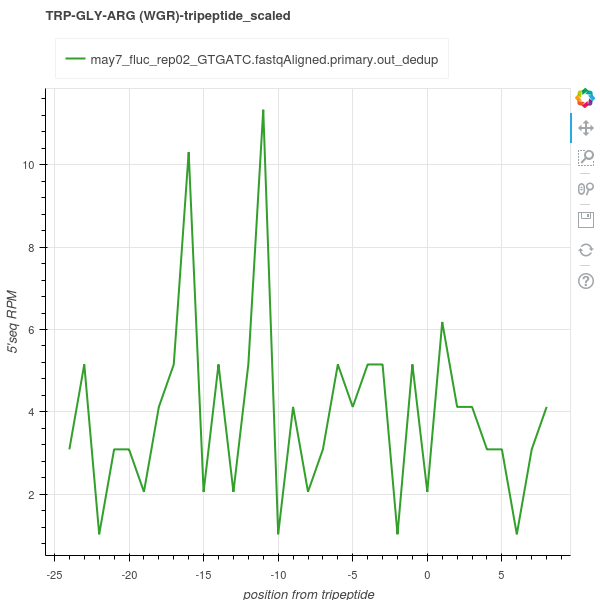 TRP-GLY-ARG (WGR)-tripeptide_scaled
may7_fluc_rep02_GTGATC.fastqAligned.primary.out_dedup
10
8
6
4
2
5'seq RPM
-25 -20 -15 -10 -5 0 5
position from tripeptide